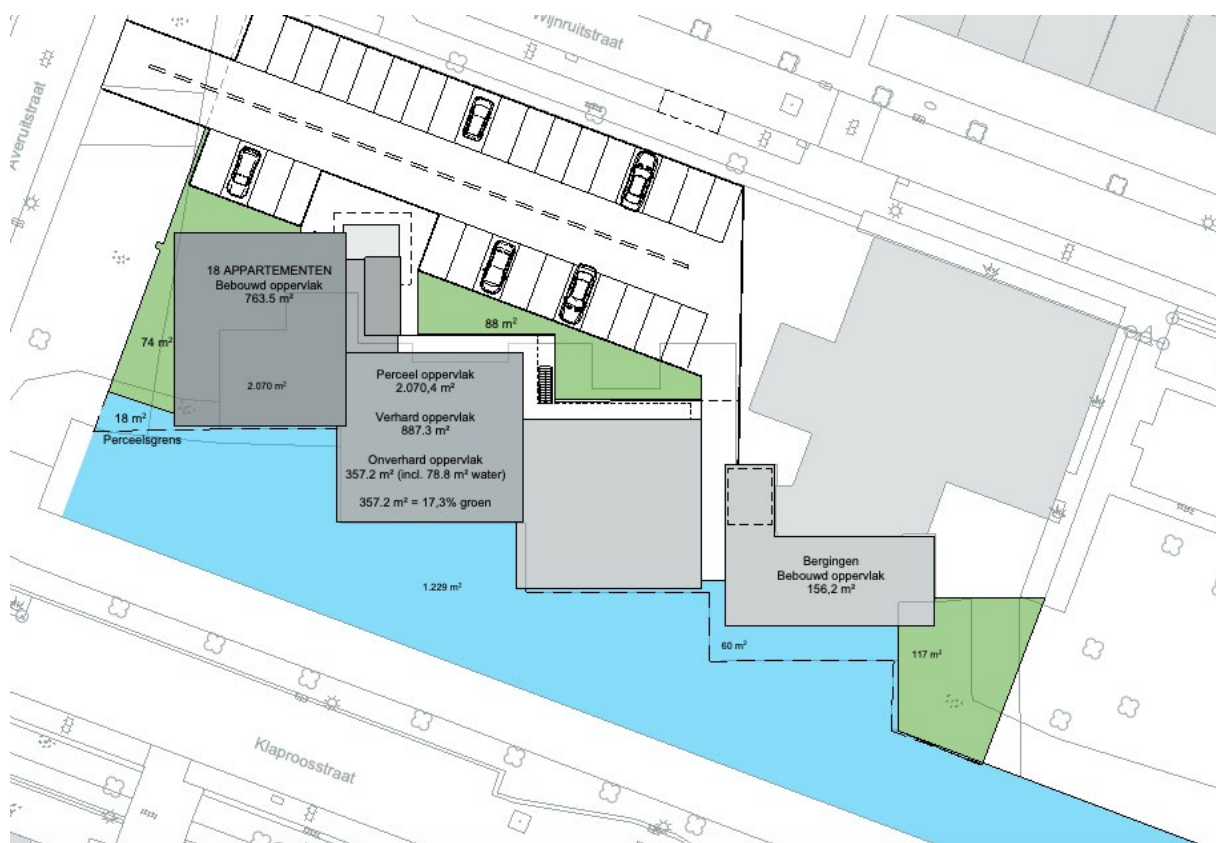 Wijnruitstraat
Averuitstraat
18 APPARTEMENTEN
Bebouwd oppervlak
763.5 m²
88 m²
74 m²
2.070 m²
Perceel oppervlak
2.070,4 m²
Verhard oppervlak
887.3 m²
Onverhard oppervlak
357.2 m² (incl. 78.8 m² water)
357.2 m² = 17,3% groen
18 m²
Perceelsgrens
Bergingen
Bebouwd oppervlak
156,2 m²
1.229 m²
60 m²
117 m²
Klaproosstraat